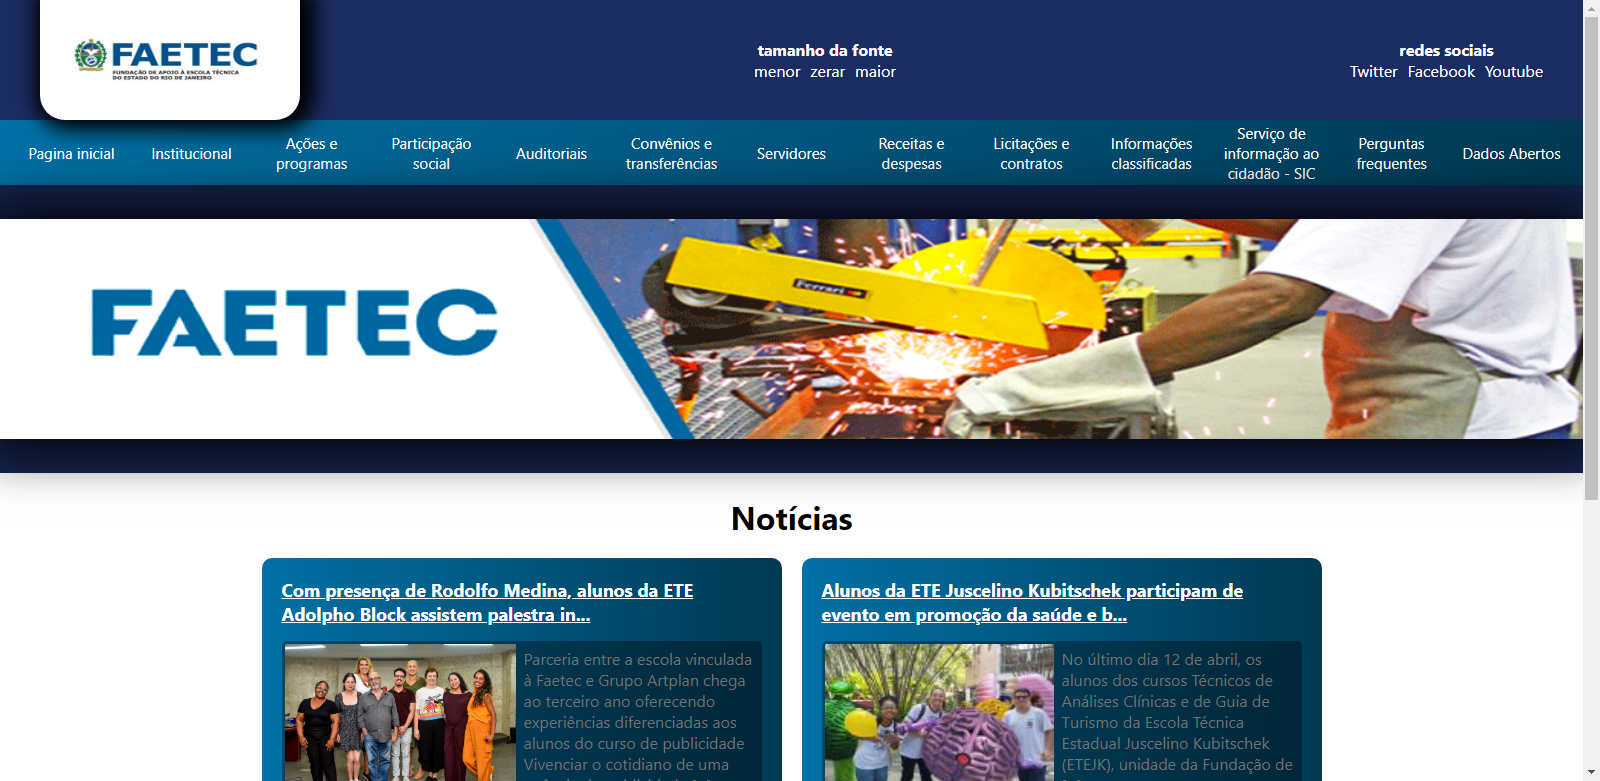 FAETEC
FUNDAÇÃO DE APOIO À ESCOLA TÉCNICA
DO ESTADO DO RIO DE JANEIRO
tamanho da fonte
menor zerar maior
redes sociais
Twitter Facebook Youtube
Pagina inicial
Institucional
Ações e
programas
Participação
social
Auditoriais
Convênios e
transferências
Servidores
Receitas e
despesas
Licitações e
contratos
Informações
classificadas
Serviço de
informação ao
cidadão - SIC
Perguntas
frequentes
Dados Abertos
FAETEC
Ferrari
Notícias
Com presença de Rodolfo Medina, alunos da ETE
Adolpho Block assistem palestra in...
Parceria entre a escola vinculada
à Faetec e Grupo Artplan chega
ao terceiro ano oferecendo
experiências diferenciadas aos
alunos do curso de publicidade
Vivenciar o cotidiano de uma
Alunos da ETE Juscelino Kubitschek participam de
evento em promoção da saúde e b...
No último dia 12 de abril, os
alunos dos cursos Técnicos de
Análises Clínicas e de Guia de
Turismo da Escola Técnica
Estadual Juscelino Kubitschek
(ETEJK), unidade da Fundação de